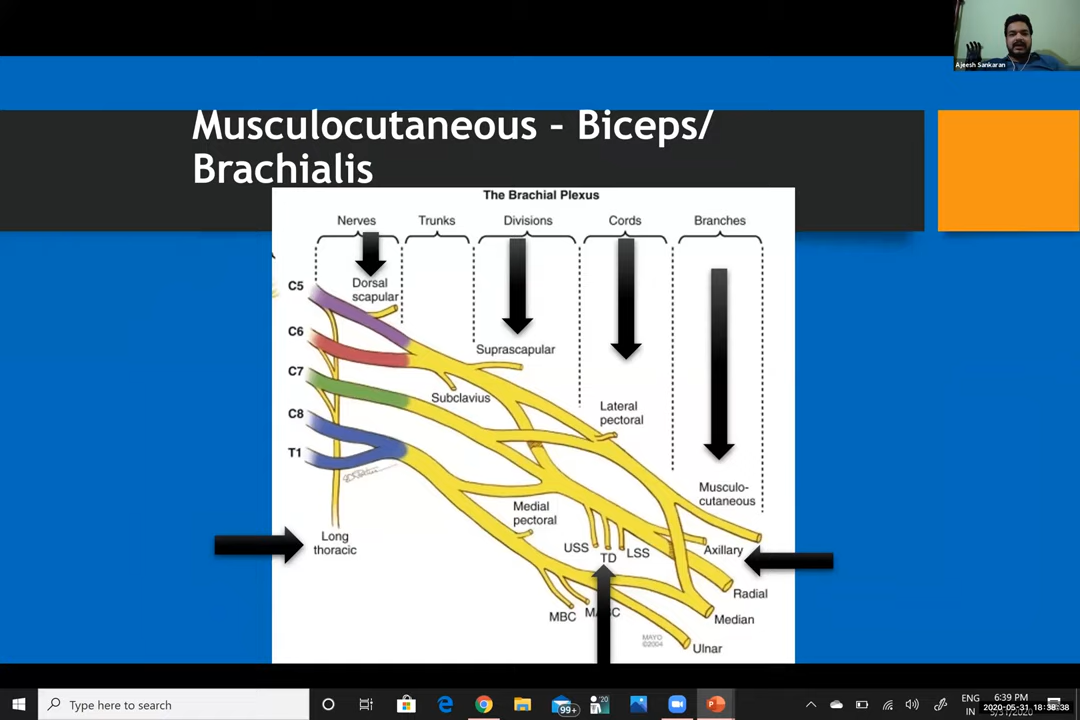 Ajeesh Sankaran
Musculocutaneous – Biceps/
Brachialis
The Brachial Plexus
Nerves Trunks Divisions Cords Branches
Dorsal
scapular
C5
C6
C7
C8
T1
Suprascapular
Subclavius
Lateral
pectoral
Musculo-
cutaneous
Medial
pectoral
Long
thoracic
USS TD LSS
Axillary
Radial
MBC
Median
Ulnar
MAYO
©2004
Type here to search
99+
'20
ENG
IN
6:39 PM
2020-05-31 18:38:38